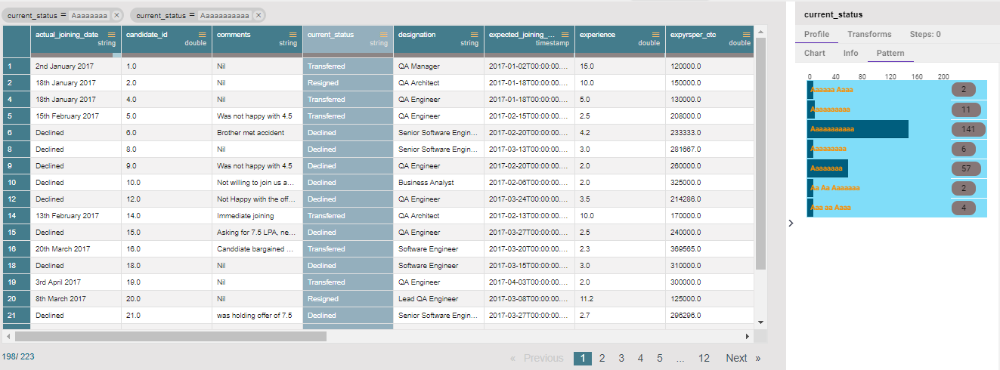 current_status = Aaaaaaaa × current_status = Aaaaaaaaaaa ×
actual_joining_date candidate_id comments current_status designation expected_joining_... experience expyrsper_ctc
string double string string string timestamp double double
1 2nd January 2017 1.0 Nil Transferred QA Manager 2017-01-02T00:00:00.... 15.0 120000.0
2 18th January 2017 2.0 Nil Resigned QA Architect 2017-01-18T00:00:00.... 10.0 150000.0
4 18th January 2017 4.0 Nil Transferred QA Engineer 2017-01-18T00:00:00.... 5.0 130000.0
5 15th February 2017 5.0 Was not happy with 4.5 Transferred QA Engineer 2017-02-15T00:00:00.... 2.5 208000.0
6 Declined 6.0 Brother met accident Declined Senior Software Engin... 2017-02-20T00:00:00.... 4.2 233333.0
8 Declined 8.0 Nil Declined Senior Software Engin... 2017-03-13T00:00:00.... 3.0 281667.0
9 Declined 9.0 Was not happy with 4.5 Declined QA Engineer 2017-02-20T00:00:00.... 2.0 260000.0
10 Declined 10.0 Not willing to join us a... Declined Business Analyst 2017-02-06T00:00:00.... 2.0 325000.0
12 Declined 12.0 Not Happy with the off... Declined QA Engineer 2017-03-24T00:00:00.... 3.5 214286.0
14 13th February 2017 14.0 Immediate joining Transferred QA Architect 2017-02-13T00:00:00.... 10.0 170000.0
15 Declined 15.0 Asking for 7.5 LPA, ne... Declined QA Engineer 2017-03-27T00:00:00.... 2.5 240000.0
16 20th March 2017 16.0 Canddiate bargained ... Transferred Software Engineer 2017-03-20T00:00:00.... 2.3 369565.0
18 Declined 18.0 Nil Declined Software Engineer 2017-03-15T00:00:00.... 3.0 310000.0
19 3rd April 2017 19.0 Nil Transferred QA Engineer 2017-04-03T00:00:00.... 2.0 300000.0
20 8th March 2017 20.0 Nil Resigned Lead QA Engineer 2017-03-08T00:00:00.... 11.2 125000.0
21 Declined 21.0 was holding offer of 7.5 Declined Senior Software Engin... 2017-03-27T00:00:00.... 2.7 296296.0
198/ 223
« Previous 1 2 3 4 5 ... 12 Next »
current_status
Profile Transforms Steps: 0
Chart Info Pattern
0 40 80 120 160 200
Aaaaaa Aaaa 2
Aaaaaaaaaa 11
Aaaaaaaaaaa 141
Aaaaaaaaa 6
Aaaaaaaa 57
Aa Aa Aaaaaaa 2
Aaa aa Aaaa 4